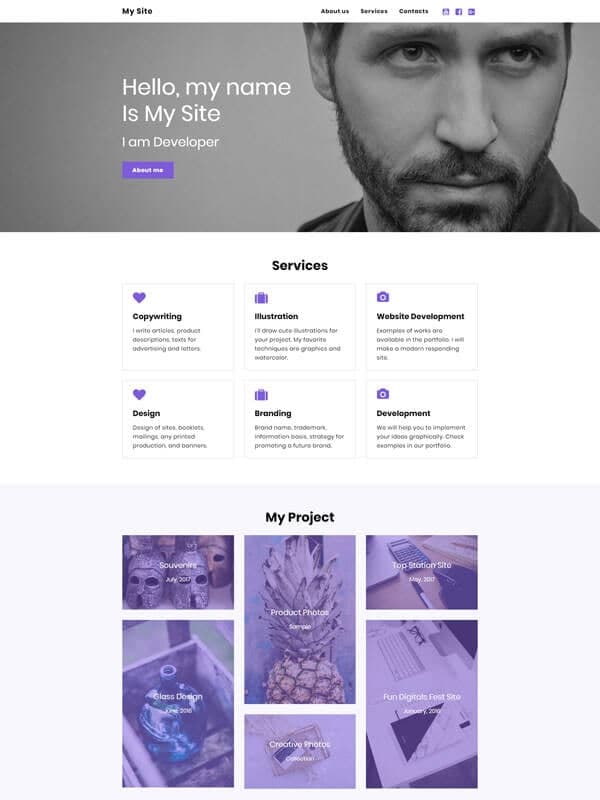 My Site
About us Services Contacts
Hello, my name
Is My Site
I am Developer
About me
Services
Copywriting
I write articles, product
descriptions, texts for
advertising and letters.
Illustration
I'll draw cute illustrations for
your project. My favorite
techniques are graphics and
watercolor.
Website Development
Examples of works are
available in the portfolio. I will
make a modern responding
site.
Design
Design of sites, booklets,
mailings, any printed
production, and banners.
Branding
Brand name, trademark,
information basis, strategy for
promoting a future brand.
Development
We will help you to implement
your ideas graphically. Check
examples in our portfolio.
My Project
Souvenirs
July, 2017
Product Photos
Sample
Top Station Site
May, 2017
Glass Design
June, 2016
Fun Digitals Fest Site
January, 2016
Creative Photos
Collection